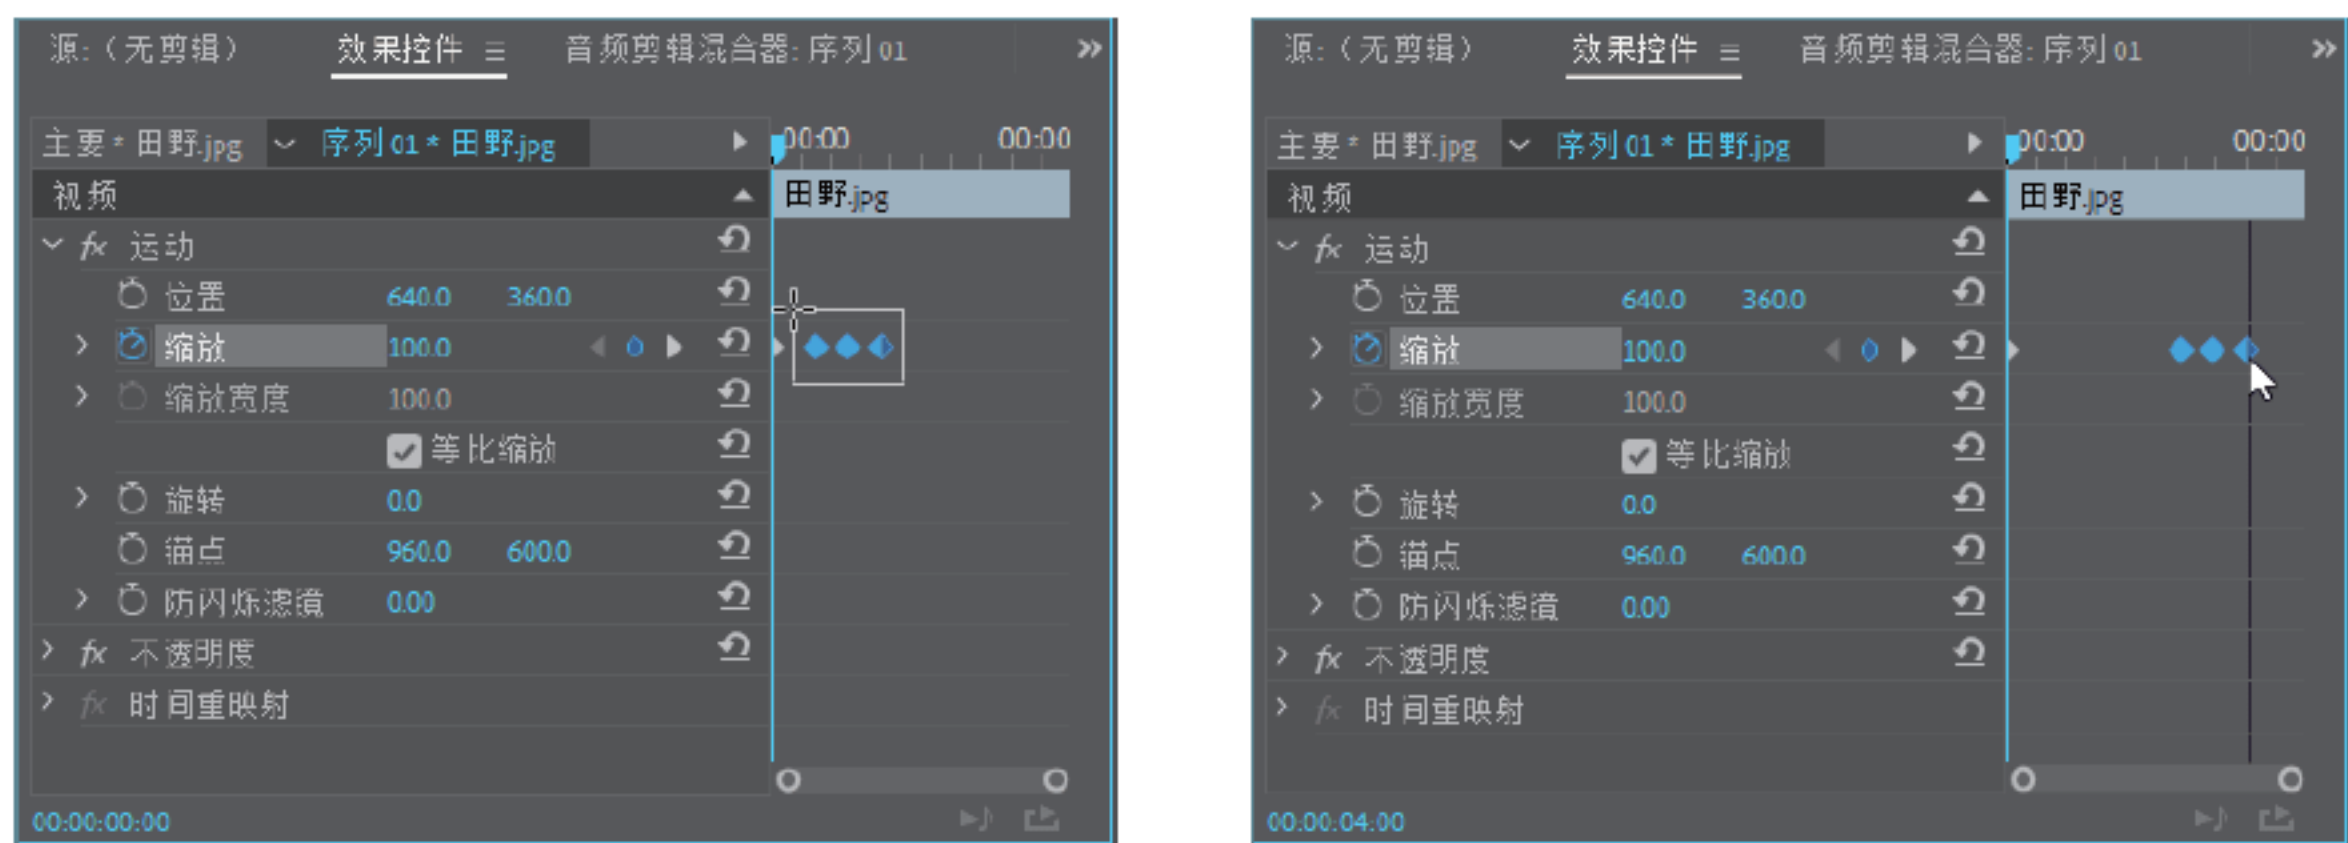 源:（无剪辑） 效果控件 音频剪辑混合器: 序列 01
主要 * 田野.jpg 序列 01 * 田野.jpg 00:00 00:00
视频 田野.jpg
fx 运动
位置 640.0 360.0
缩放 100.0
缩放宽度 100.0
等比缩放
旋转 0.0
锚点 960.0 600.0
防闪烁滤镜 0.00
fx 不透明度
fx 时间重映射
00:00:00:00
源:（无剪辑） 效果控件 音频剪辑混合器: 序列 01
主要 * 田野.jpg 序列 01 * 田野.jpg 00:00 00:00
视频 田野.jpg
fx 运动
位置 640.0 360.0
缩放 100.0
缩放宽度 100.0
等比缩放
旋转 0.0
锚点 960.0 600.0
防闪烁滤镜 0.00
fx 不透明度
fx 时间重映射
00:00:04:00